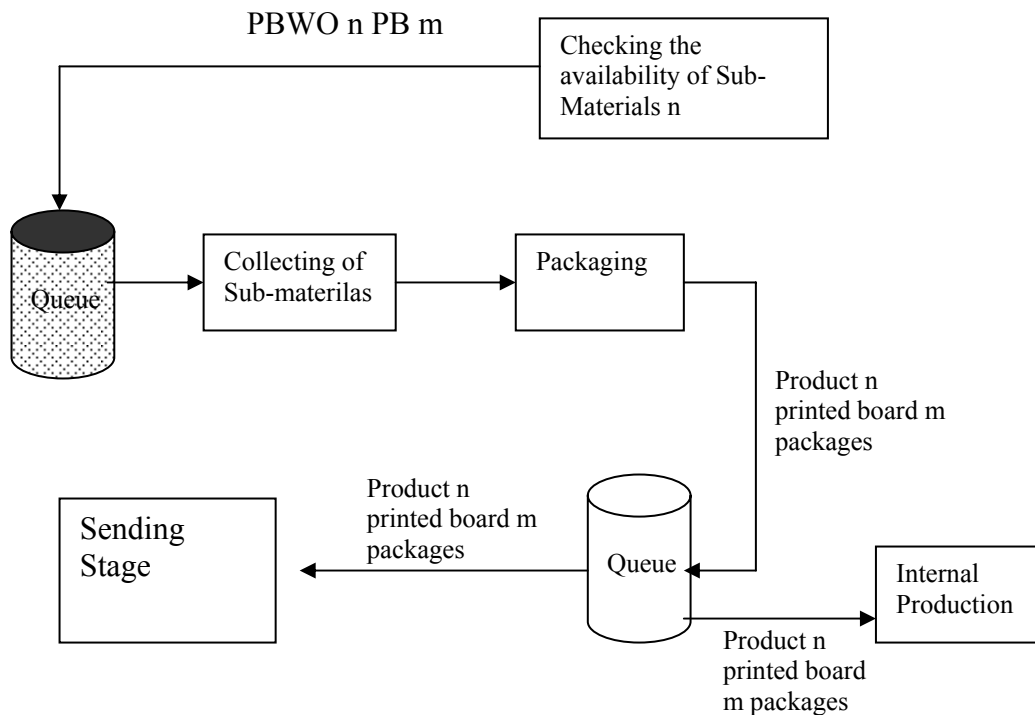 PBWO n PB m
Checking the
availability of Sub-
Materials n
Queue
Collecting of
Sub-materilas
Packaging
Product n
printed board m
packages
Product n
printed board m
packages
Sending
Stage
Queue
Internal
Production
Product n
printed board
m packages